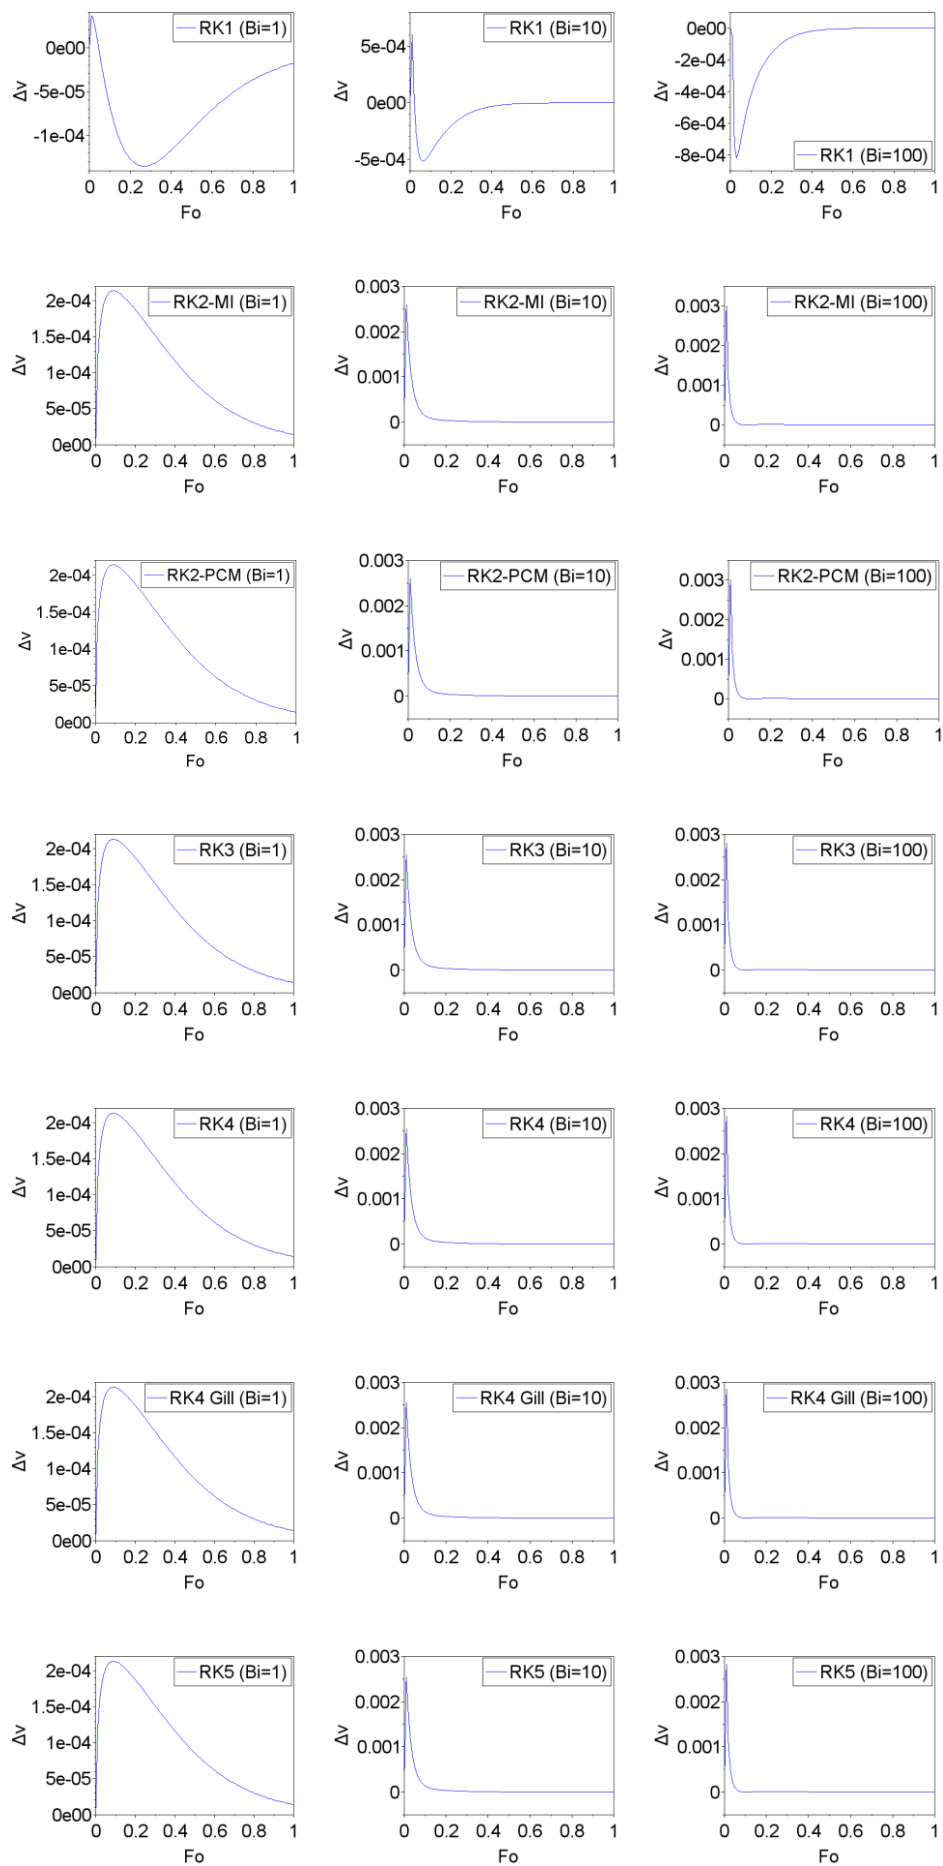 RK1 (Bi=1)
0e00
-5e-05
-1e-04
Δv
0 0.2 0.4 0.6 0.8 1
Fo
RK1 (Bi=10)
5e-04
0e00
-5e-04
Δv
0 0.2 0.4 0.6 0.8 1
Fo
RK1 (Bi=100)
0e00
-2e-04
-4e-04
-6e-04
-8e-04
Δv
0 0.2 0.4 0.6 0.8 1
Fo
RK2-MI (Bi=1)
2e-04
1.5e-04
1e-04
5e-05
0e00
Δv
0 0.2 0.4 0.6 0.8 1
Fo
RK2-MI (Bi=10)
0.003
0.002
0.001
0
Δv
0 0.2 0.4 0.6 0.8 1
Fo
RK2-MI (Bi=100)
0.003
0.002
0.001
0
Δv
0 0.2 0.4 0.6 0.8 1
Fo
RK2-PCM (Bi=1)
2e-04
1.5e-04
1e-04
5e-05
0e00
Δv
0 0.2 0.4 0.6 0.8 1
Fo
RK2-PCM (Bi=10)
0.003
0.002
0.001
0
Δv
0 0.2 0.4 0.6 0.8 1
Fo
RK2-PCM (Bi=100)
0.003
0.002
0.001
0
Δv
0 0.2 0.4 0.6 0.8 1
Fo
RK3 (Bi=1)
2e-04
1.5e-04
1e-04
5e-05
0e00
Δv
0 0.2 0.4 0.6 0.8 1
Fo
RK3 (Bi=10)
0.003
0.002
0.001
0
Δv
0 0.2 0.4 0.6 0.8 1
Fo
RK3 (Bi=100)
0.003
0.002
0.001
0
Δv
0 0.2 0.4 0.6 0.8 1
Fo
RK4 (Bi=1)
2e-04
1.5e-04
1e-04
5e-05
0e00
Δv
0 0.2 0.4 0.6 0.8 1
Fo
RK4 (Bi=10)
0.003
0.002
0.001
0
Δv
0 0.2 0.4 0.6 0.8 1
Fo
RK4 (Bi=100)
0.003
0.002
0.001
0
Δv
0 0.2 0.4 0.6 0.8 1
Fo
RK4 Gill (Bi=1)
2e-04
1.5e-04
1e-04
5e-05
0e00
Δv
0 0.2 0.4 0.6 0.8 1
Fo
RK4 Gill (Bi=10)
0.003
0.002
0.001
0
Δv
0 0.2 0.4 0.6 0.8 1
Fo
RK4 Gill (Bi=100)
0.003
0.002
0.001
0
Δv
0 0.2 0.4 0.6 0.8 1
Fo
RK5 (Bi=1)
2e-04
1.5e-04
1e-04
5e-05
0e00
Δv
0 0.2 0.4 0.6 0.8 1
Fo
RK5 (Bi=10)
0.003
0.002
0.001
0
Δv
0 0.2 0.4 0.6 0.8 1
Fo
RK5 (Bi=100)
0.003
0.002
0.001
0
Δv
0 0.2 0.4 0.6 0.8 1
Fo